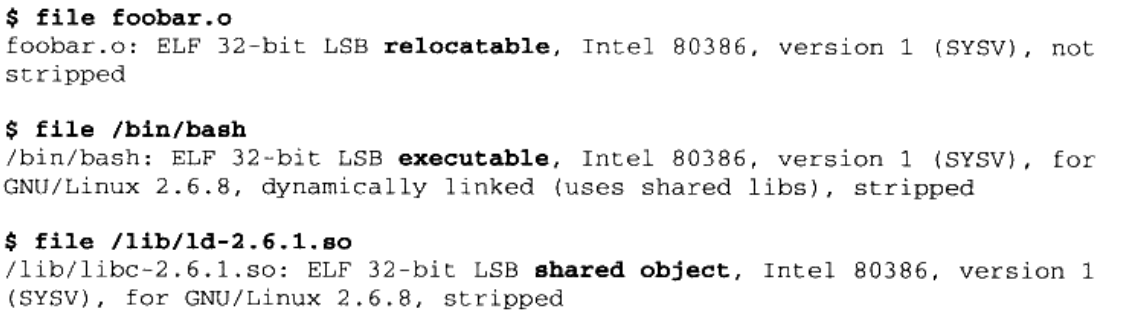 $ file foobar.o
foobar.o: ELF 32-bit LSB relocatable, Intel 80386, version 1 (SYSV), not
stripped
$ file /bin/bash
/bin/bash: ELF 32-bit LSB executable, Intel 80386, version 1 (SYSV), for
GNU/Linux 2.6.8, dynamically linked (uses shared libs), stripped
$ file /lib/ld-2.6.1.so
/lib/libc-2.6.1.so: ELF 32-bit LSB shared object, Intel 80386, version 1
(SYSV), for GNU/Linux 2.6.8, stripped